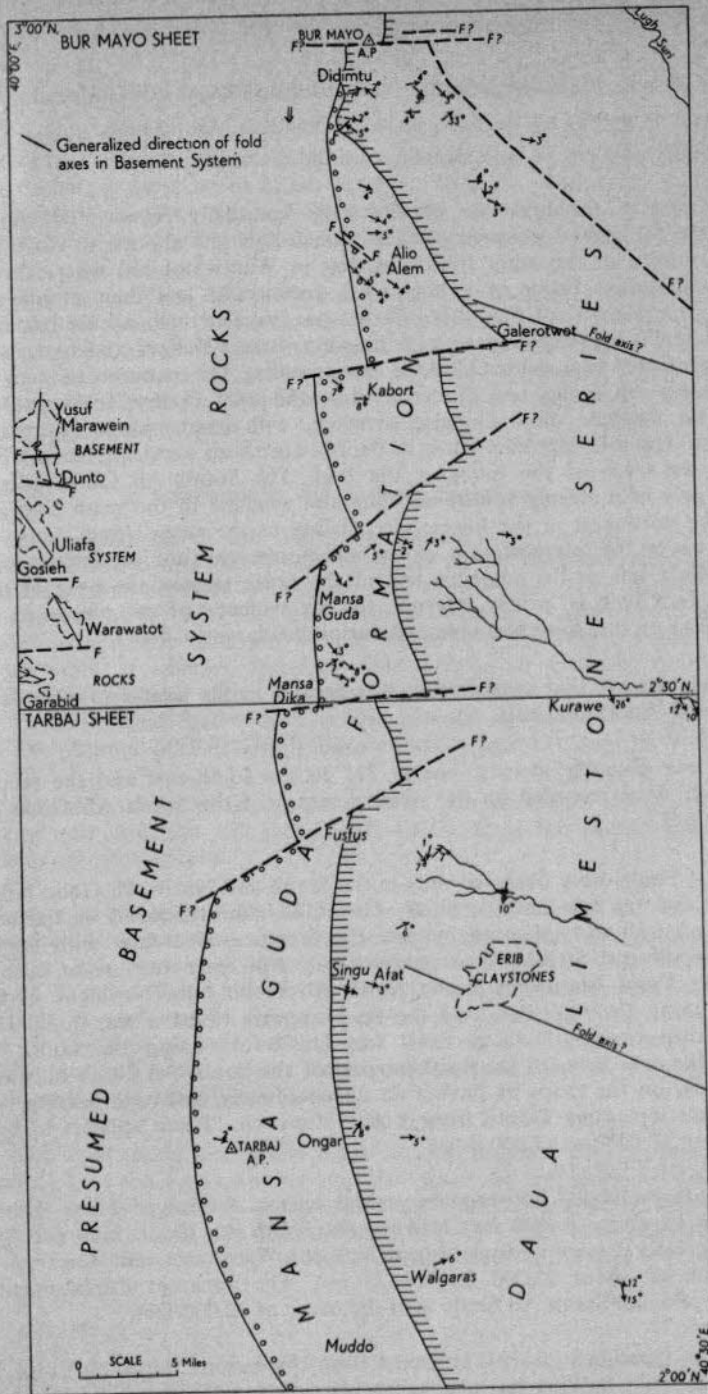 3°00'N.
40°00'E.
BUR MAYO SHEET
F?
BUR MAYO
A.P.
F?
F?
Lugh Suri
Didimtu
Generalized direction of fold
axes in Basement System
Alio
Alem
F
F
Galerotwot
Fold axis ?
F?
F?
F?
Kabort
F?
Yusuf
Marawein
BASEMENT
F
Dunto
F
Uliafa
SYSTEM
Gosieh
F
Warawatot
F
ROCKS
Garabid
F?
Mansa
Guda
Mansa
Dika
F?
Kurawe
2°30'N.
TARBAJ SHEET
F?
F?
Fustus
F?
ERIB
CLAYSTONES
Singu Afat
Fold axis ?
TARBAJ
A.P.
Ongar
Walgaras
Muddo
PRESUMED BASEMENT SYSTEM ROCKS
MANSA GUDA FORMATION
DAUA LIMESTONE SERIES
0 SCALE 5 Miles
2°00'N.
40°30'E.